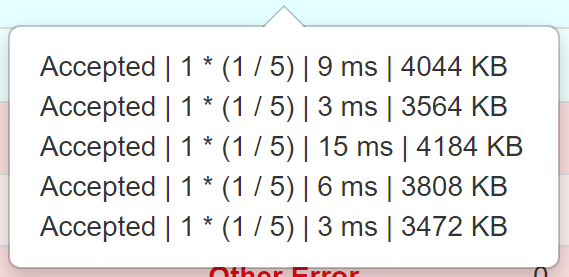 Accepted | 1 * (1 / 5) | 9 ms | 4044 KB
Accepted | 1 * (1 / 5) | 3 ms | 3564 KB
Accepted | 1 * (1 / 5) | 15 ms | 4184 KB
Accepted | 1 * (1 / 5) | 6 ms | 3808 KB
Accepted | 1 * (1 / 5) | 3 ms | 3472 KB
Other Error 0